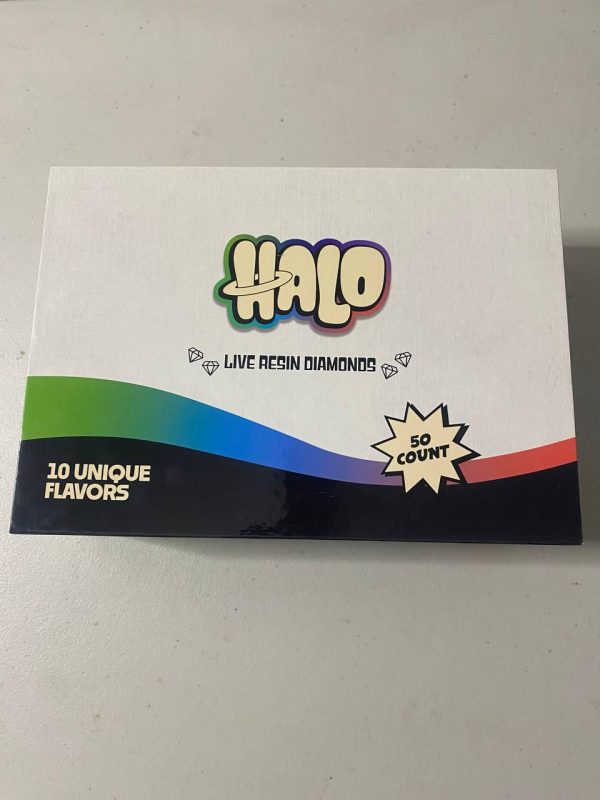 HALO
LIVE RESIN DIAMONDS
50
COUNT
10 UNIQUE
FLAVORS